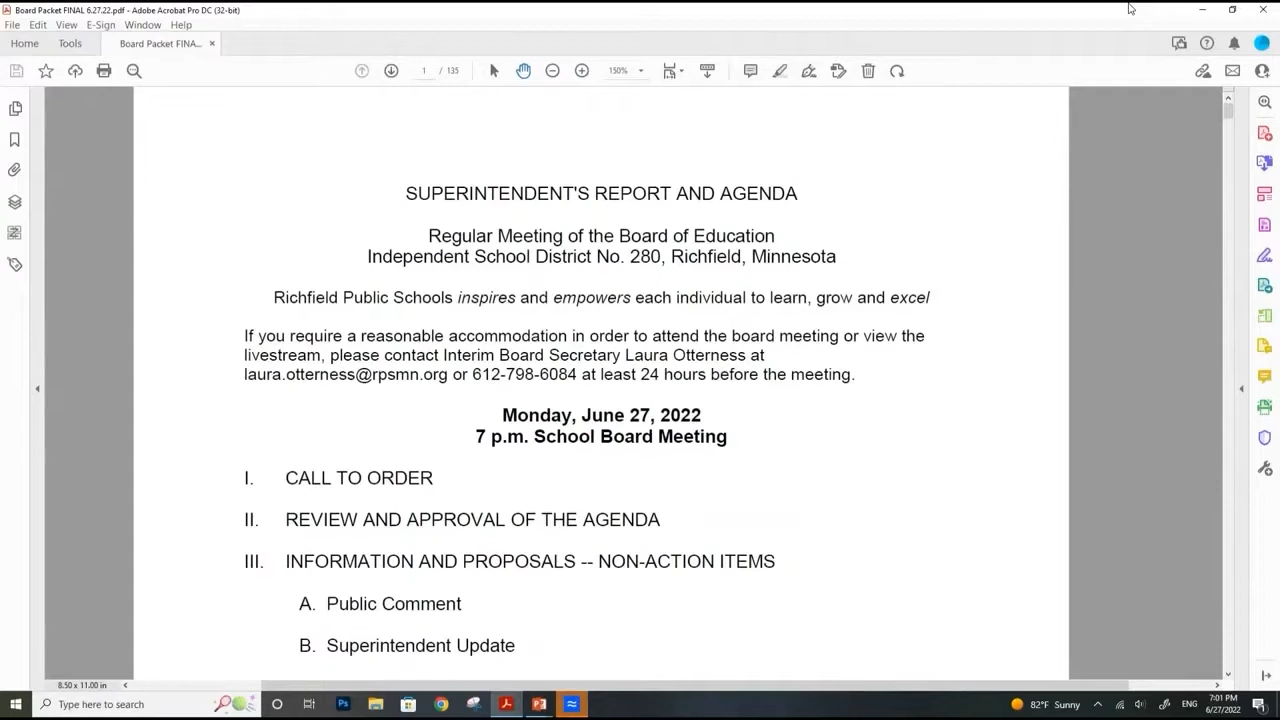 Board Packet FINAL 6.27.22.pdf - Adobe Acrobat Pro DC (32-bit)
File Edit View E-Sign Window Help
Home Tools Board Packet FINA... ×
1 / 135 150%
SUPERINTENDENT'S REPORT AND AGENDA
Regular Meeting of the Board of Education
Independent School District No. 280, Richfield, Minnesota
Richfield Public Schools inspires and empowers each individual to learn, grow and excel
If you require a reasonable accommodation in order to attend the board meeting or view the
livestream, please contact Interim Board Secretary Laura Otterness at
laura.otterness@rpsmn.org or 612-798-6084 at least 24 hours before the meeting.
Monday, June 27, 2022
7 p.m. School Board Meeting
I. CALL TO ORDER
II. REVIEW AND APPROVAL OF THE AGENDA
III. INFORMATION AND PROPOSALS -- NON-ACTION ITEMS
A. Public Comment
B. Superintendent Update
8.50 x 11.00 in
Type here to search
82°F Sunny ENG 7:01 PM
6/27/2022